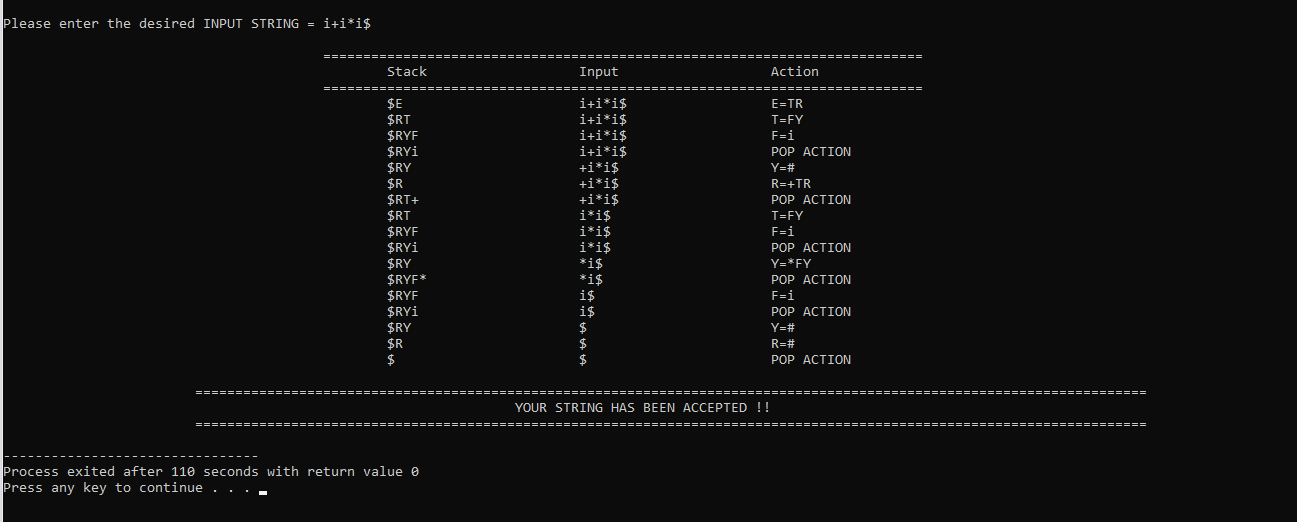 Please enter the desired INPUT STRING = i+i*i$
===========================================================================
Stack Input Action
===========================================================================
$E i+i*i$ E=TR
$RT i+i*i$ T=FY
$RYF i+i*i$ F=i
$RYi i+i*i$ POP ACTION
$RY +i*i$ Y=#
$R +i*i$ R=+TR
$RT+ +i*i$ POP ACTION
$RT i*i$ T=FY
$RYF i*i$ F=i
$RYi i*i$ POP ACTION
$RY *i$ Y=*FY
$RYF* *i$ POP ACTION
$RYF i$ F=i
$RYi i$ POP ACTION
$RY $ Y=#
$R $ R=#
$ $ POP ACTION
=======================================================================================================================
YOUR STRING HAS BEEN ACCEPTED !!
=======================================================================================================================
--------------------------------
Process exited after 110 seconds with return value 0
Press any key to continue . . .